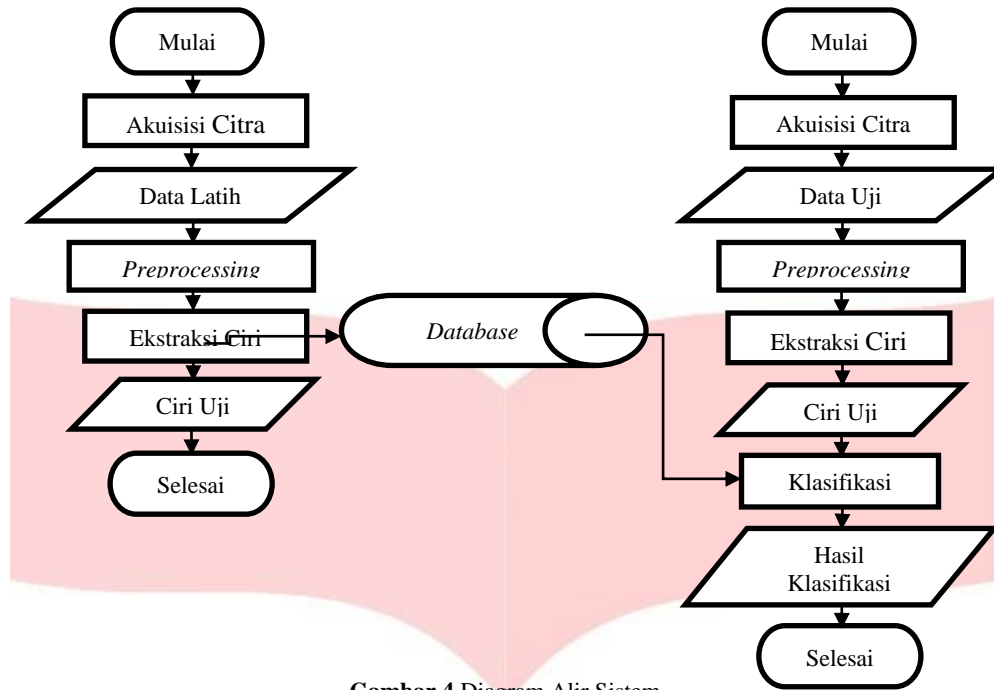 Mulai
Akuisisi Citra
Data Latih
Preprocessing
Ekstraksi Ciri
Ciri Uji
Selesai
Database
Mulai
Akuisisi Citra
Data Uji
Preprocessing
Ekstraksi Ciri
Ciri Uji
Klasifikasi
Hasil
Klasifikasi
Selesai
Gambar 4 Diagram Alir Sistem